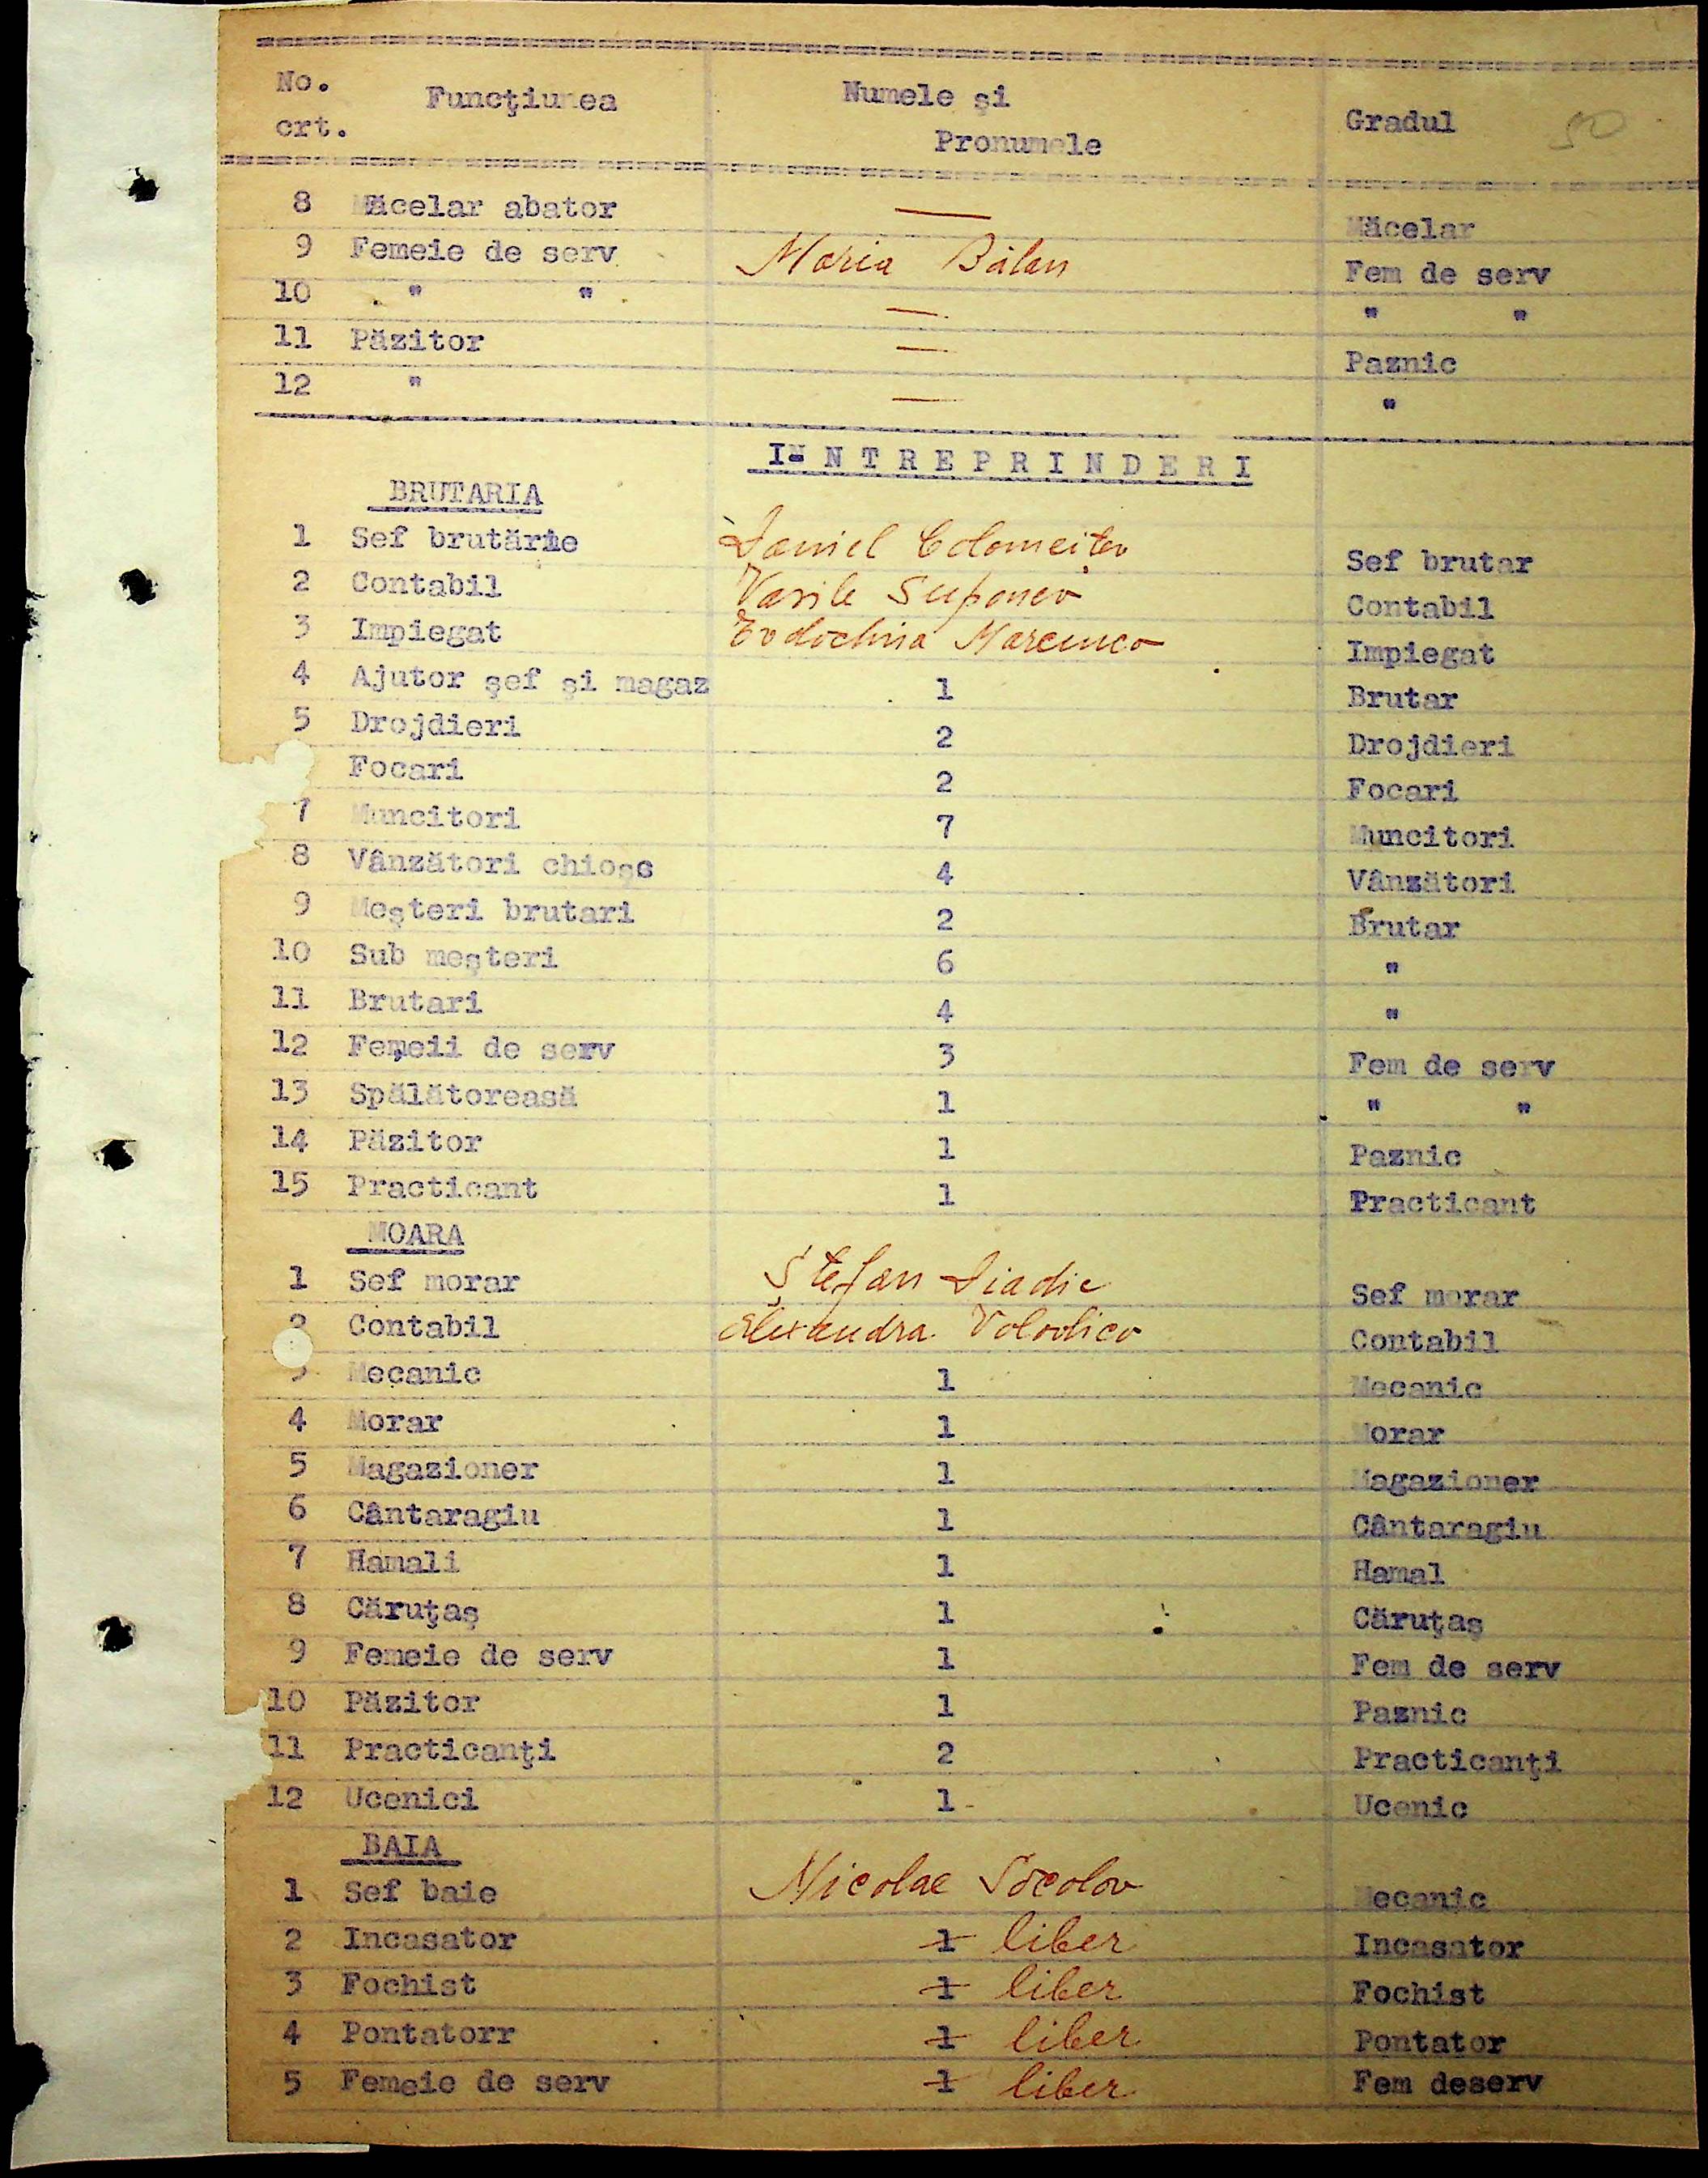 No. crt. Funcţiunea Numele şi Pronumele Gradul 50
8 Măcelar abator — Măcelar
9 Femeie de serv Maria Bălan Fem de serv
10 " " — " "
11 Păzitor — Paznic
12 " — "
I N T R E P R I N D E R I
BRUTARIA
1 Sef brutărie Daniel Colomeițev Sef brutar
2 Contabil Vasile Suponev Contabil
3 Impiegat Evdochia Marcenco Impiegat
4 Ajutor şef şi magaz 1 Brutar
5 Drojdieri 2 Drojdieri
Focari 2 Focari
7 Muncitori 7 Muncitori
8 Vânzători chioşc 4 Vânzători
9 Meşteri brutari 2 Brutar
10 Sub meşteri 6 "
11 Brutari 4 "
12 Femeii de serv 3 Fem de serv
13 Spălătoreasă 1 " "
14 Păzitor 1 Paznic
15 Practicant 1 Practicant
MOARA
1 Sef morar Ştefan Diadic Sef morar
2 Contabil Alexandra Volodicv Contabil
3 Mecanic 1 Mecanic
4 Morar 1 Morar
5 Magazioner 1 Magazioner
6 Cântaragiu 1 Cântaragiu
7 Hamali 1 Hamal
8 Căruţaş 1 Căruţaş
9 Femeie de serv 1 Fem de serv
10 Păzitor 1 Paznic
11 Practicanţi 2 Practicanţi
12 Ucenici 1 Ucenic
BAIA
1 Sef baie Nicolae Socolov Mecanic
2 Incasator 1 liber Incasator
3 Fochist 1 liber Fochist
4 Pontatorr 1 liber Pontator
5 Femeie de serv 1 liber Fem deserv